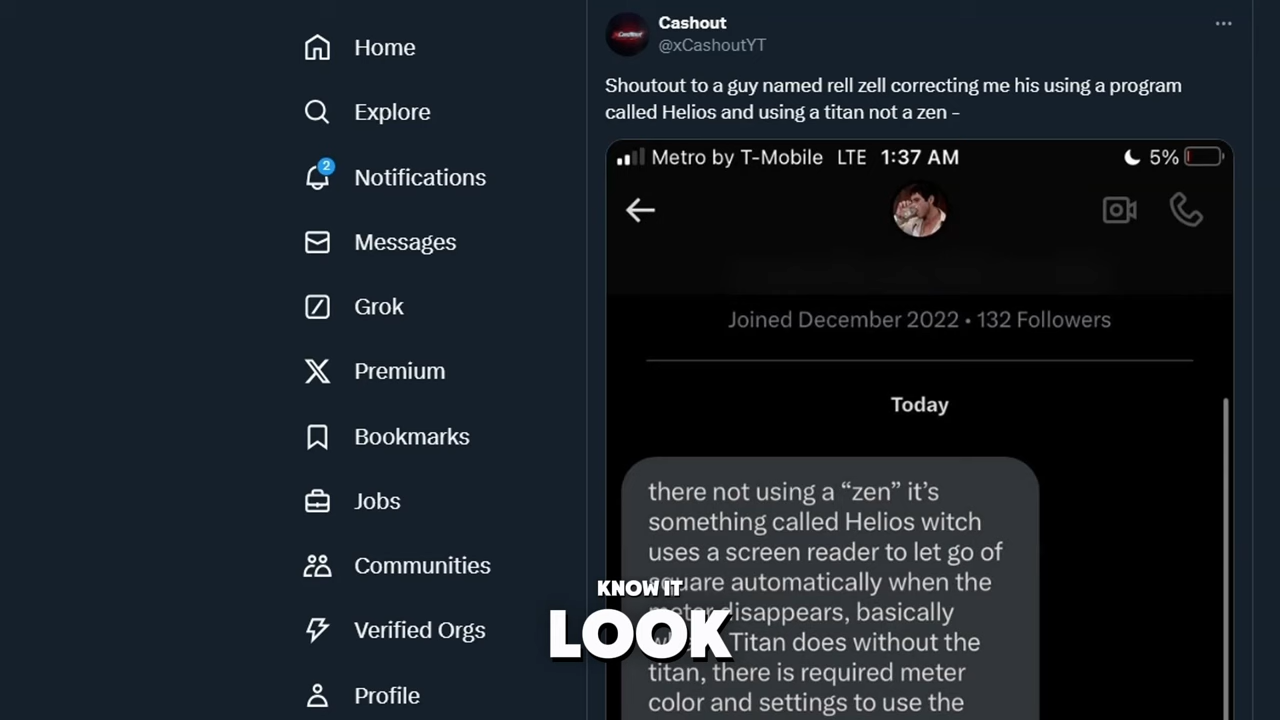 Home
Explore
2
Notifications
Messages
Grok
Premium
Bookmarks
Jobs
Communities
Verified Orgs
Profile
Cashout
@xCashoutYT
Shoutout to a guy named rell zell correcting me his using a program
called Helios and using a titan not a zen -
Metro by T-Mobile LTE 1:37 AM 5%
Joined December 2022 • 132 Followers
Today
there not using a “zen” it’s
something called Helios witch
uses a screen reader to let go of
square automatically when the
meter disappears, basically
Titan does without the
titan, there is required meter
color and settings to use the
KNOW IT
LOOK